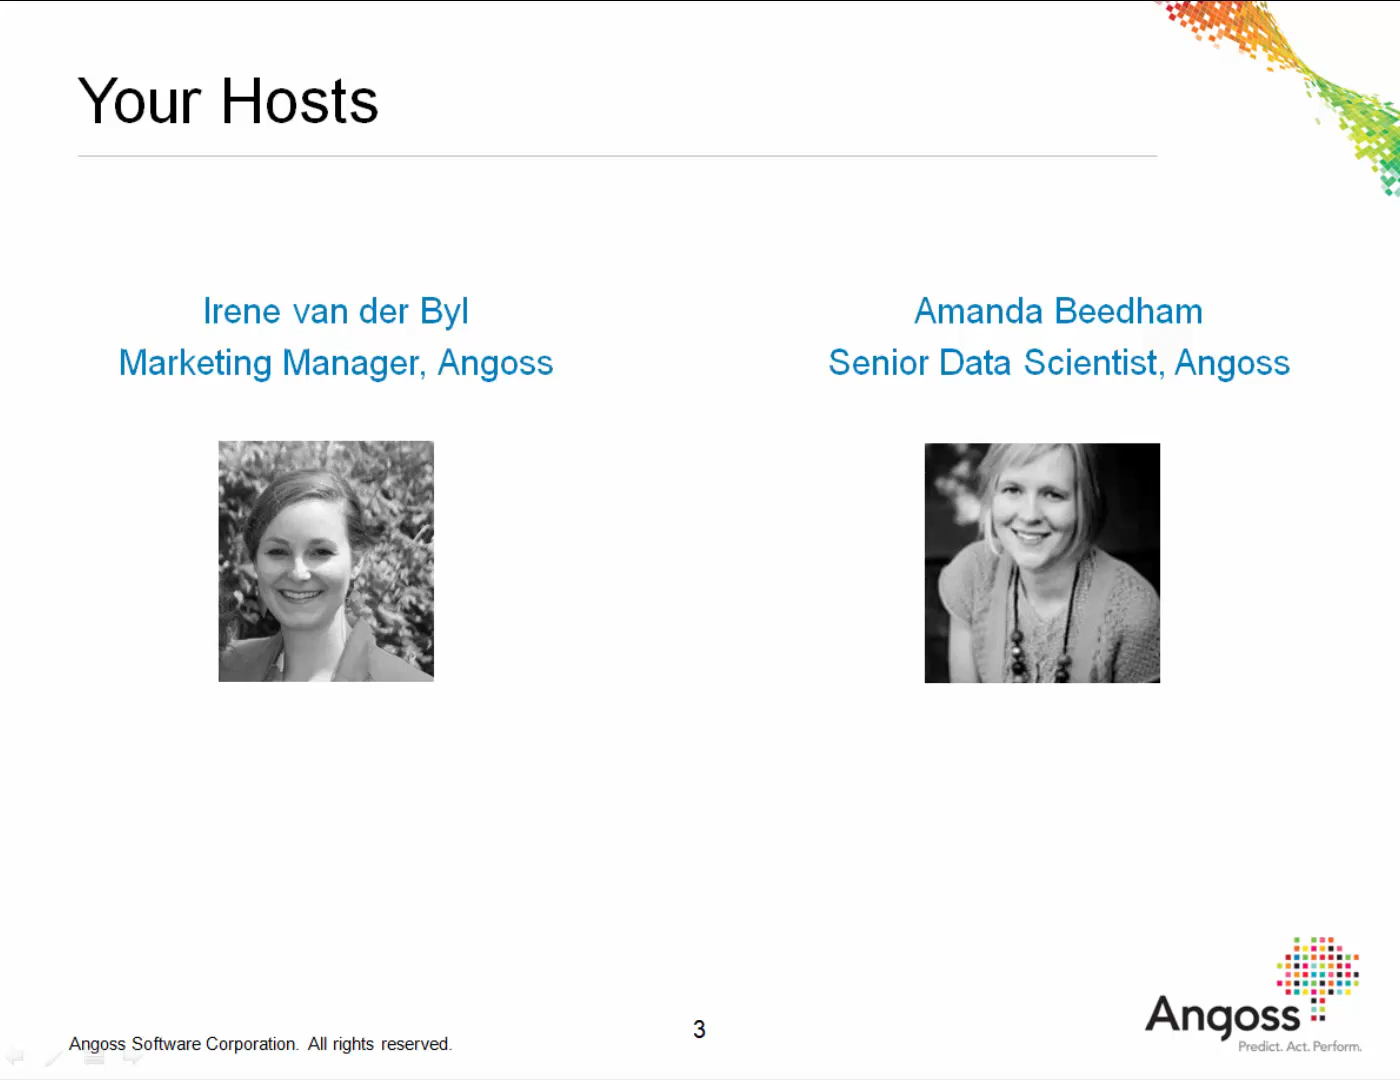 Your Hosts
Irene van der Byl
Marketing Manager, Angoss
Amanda Beedham
Senior Data Scientist, Angoss
Angoss Software Corporation. All rights reserved.
3
Angoss
Predict. Act. Perform.